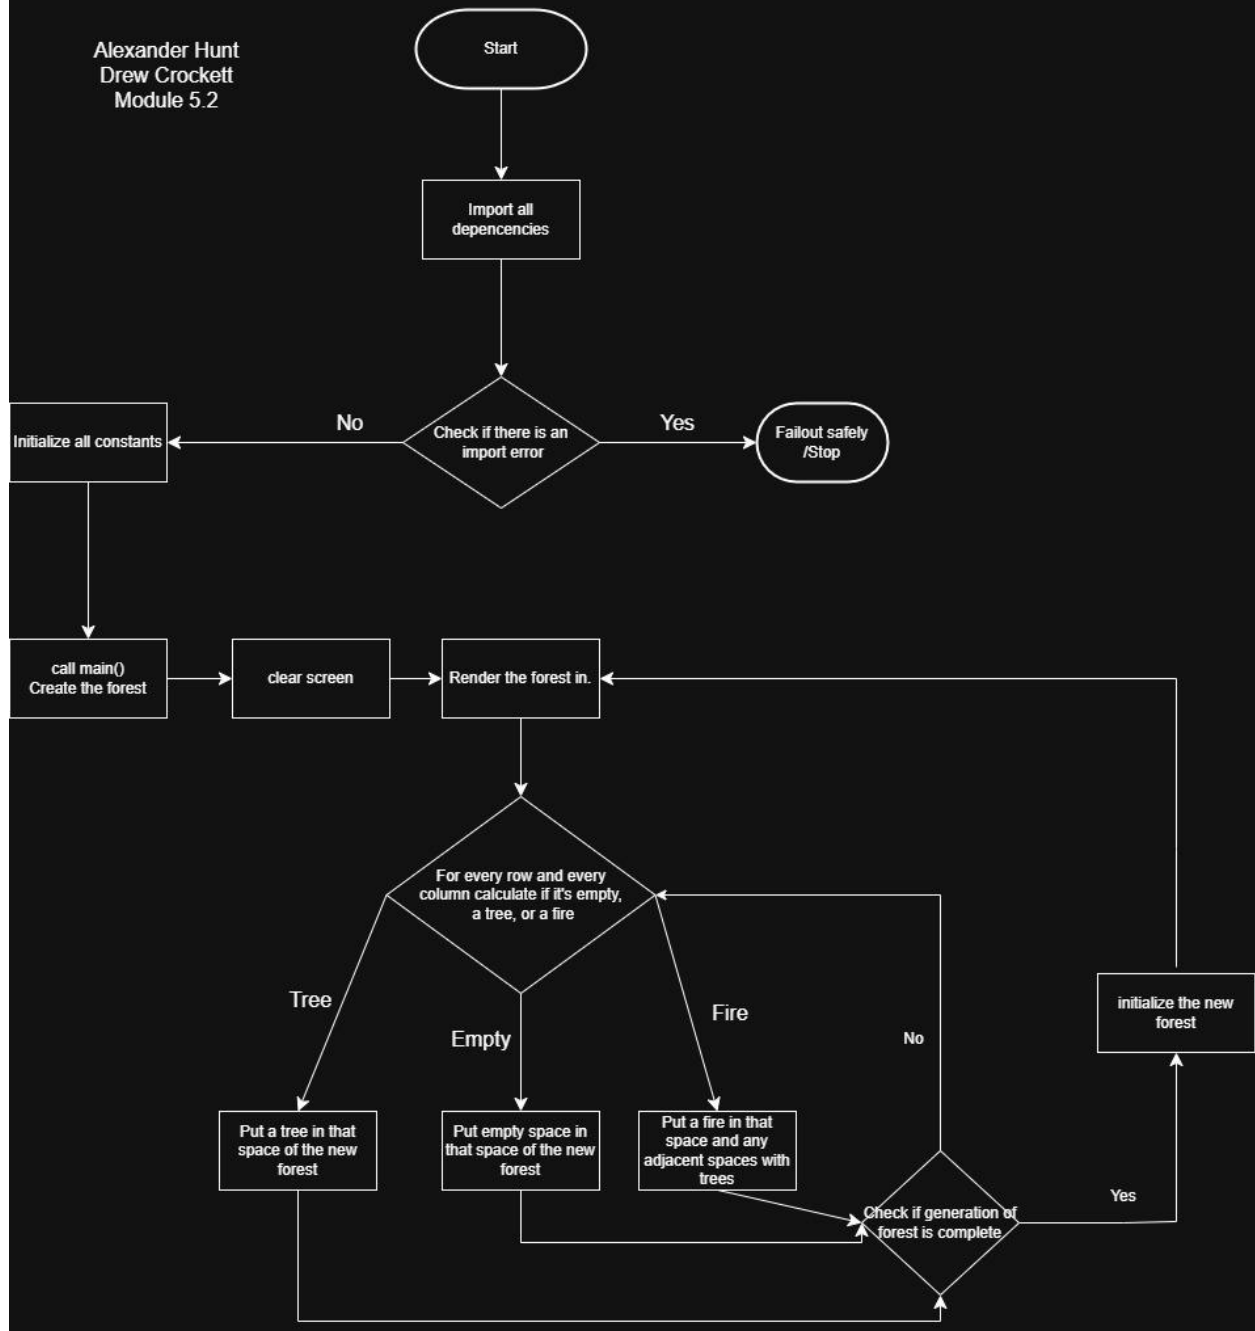 Alexander Hunt
Drew Crockett
Module 5.2
Start
Import all
depencencies
Check if there is an
import error
No
Yes
Failout safely
/Stop
Initialize all constants
call main()
Create the forest
clear screen
Render the forest in.
For every row and every
column calculate if it's empty,
a tree, or a fire
Tree
Empty
Fire
No
initialize the new
forest
Put a tree in that
space of the new
forest
Put empty space in
that space of the new
forest
Put a fire in that
space and any
adjacent spaces with
trees
Check if generation of
forest is complete
Yes